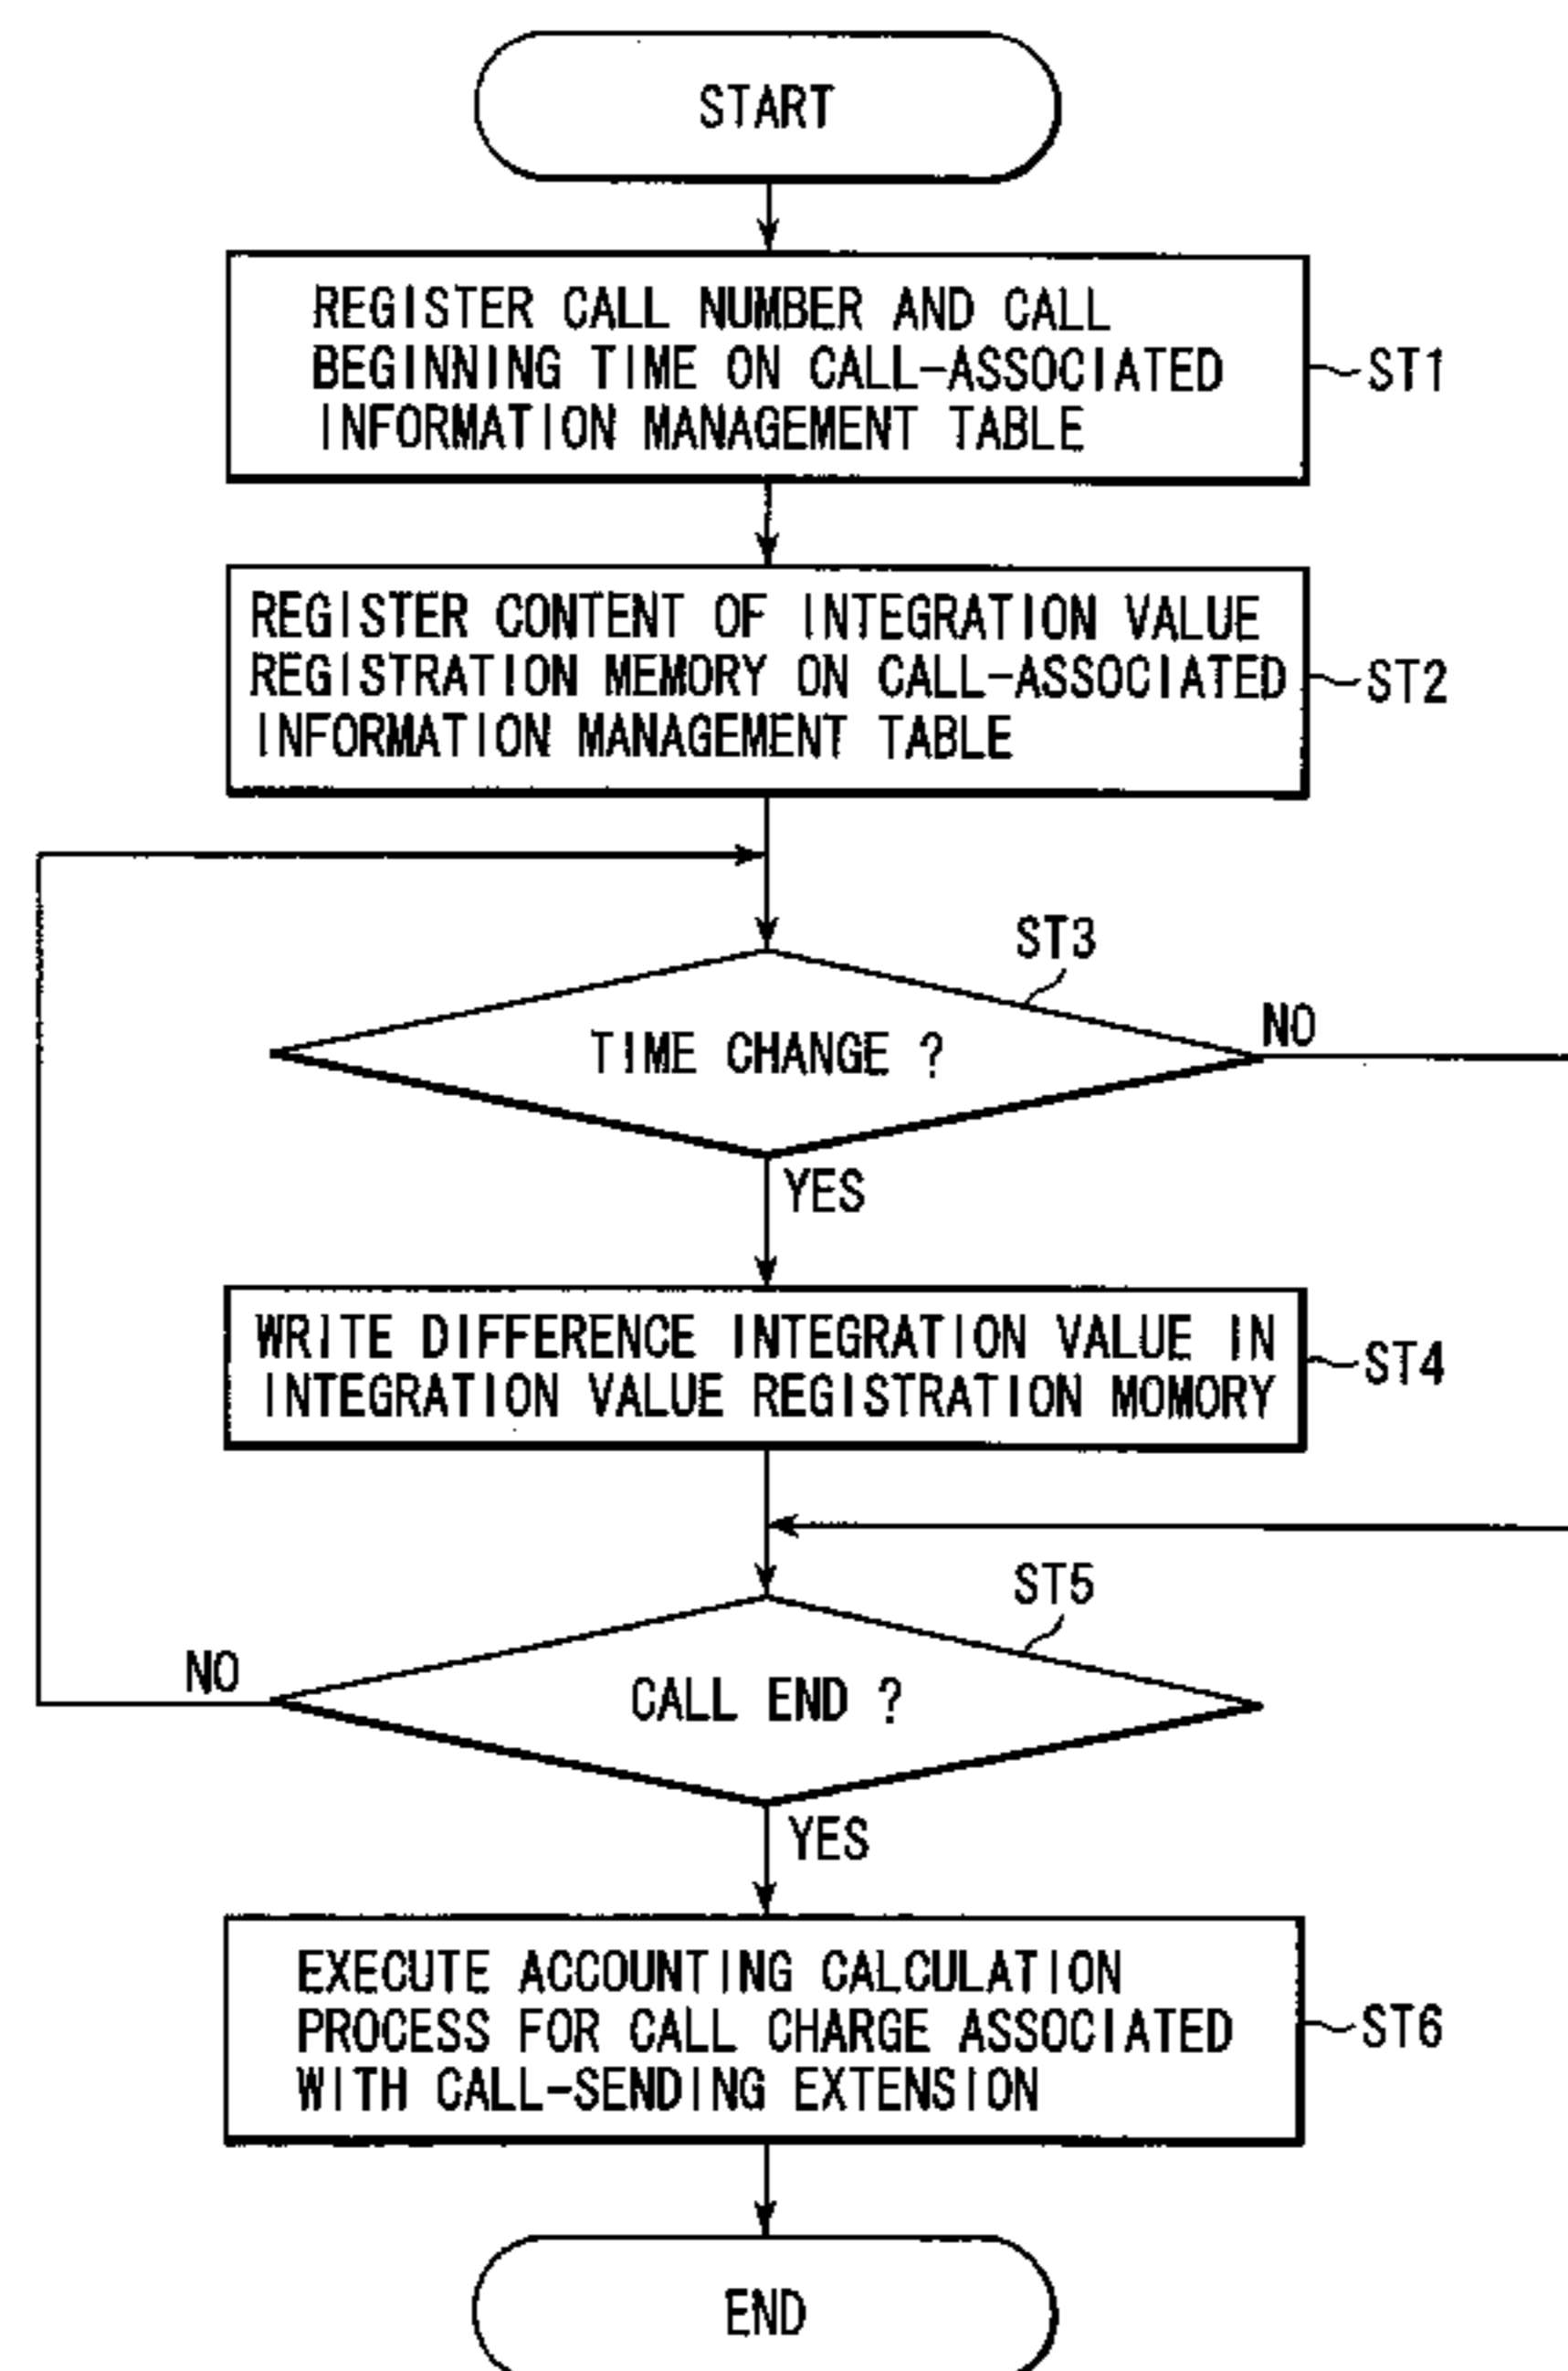 START
REGISTER CALL NUMBER AND CALL
BEGINNING TIME ON CALL-ASSOCIATED
INFORMATION MANAGEMENT TABLE
ST1
REGISTER CONTENT OF INTEGRATION VALUE
REGISTRATION MEMORY ON CALL-ASSOCIATED
INFORMATION MANAGEMENT TABLE
ST2
ST3
TIME CHANGE ?
NO
YES
WRITE DIFFERENCE INTEGRATION VALUE IN
INTEGRATION VALUE REGISTRATION MOMORY
ST4
ST5
NO
CALL END ?
YES
EXECUTE ACCOUNTING CALCULATION
PROCESS FOR CALL CHARGE ASSOCIATED
WITH CALL-SENDING EXTENSION
ST6
END